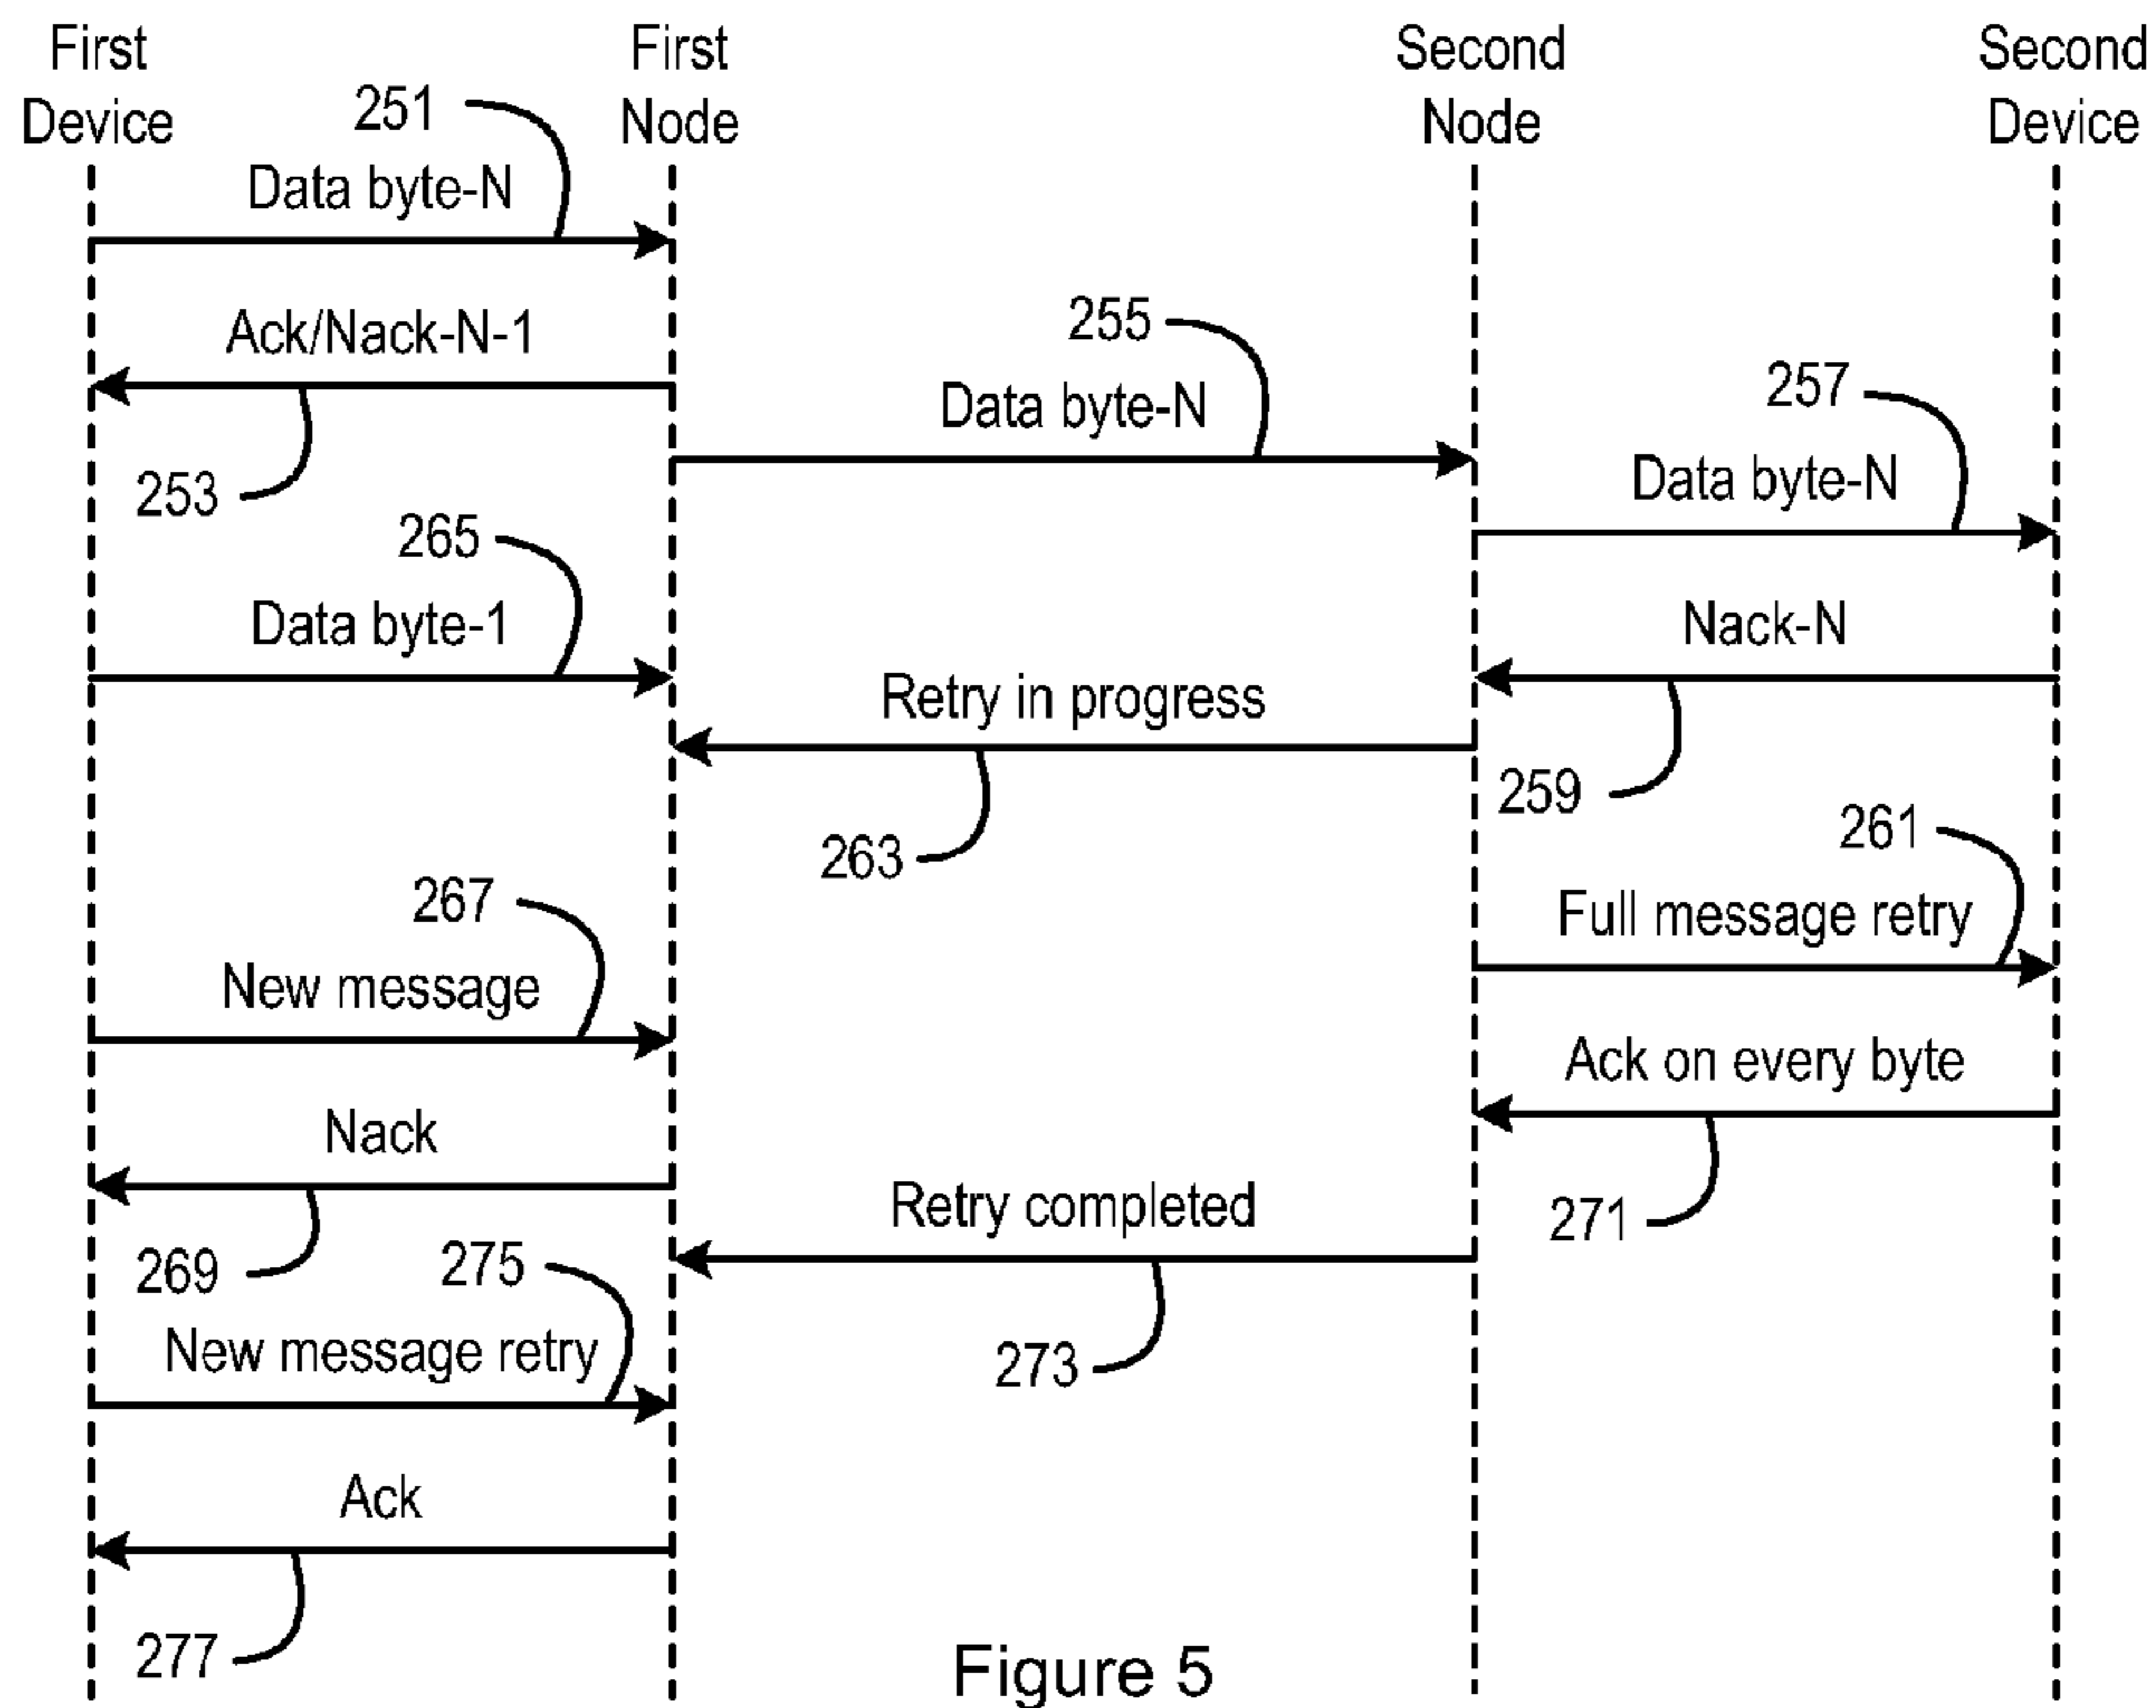 First Device
First Node
Second Node
Second Device
251
Data byte-N
Ack/Nack-N-1
253
255
Data byte-N
257
Data byte-N
265
Data byte-1
Nack-N
259
Retry in progress
263
261
Full message retry
267
New message
Ack on every byte
271
Nack
269
Retry completed
273
275
New message retry
Ack
277
Figure 5